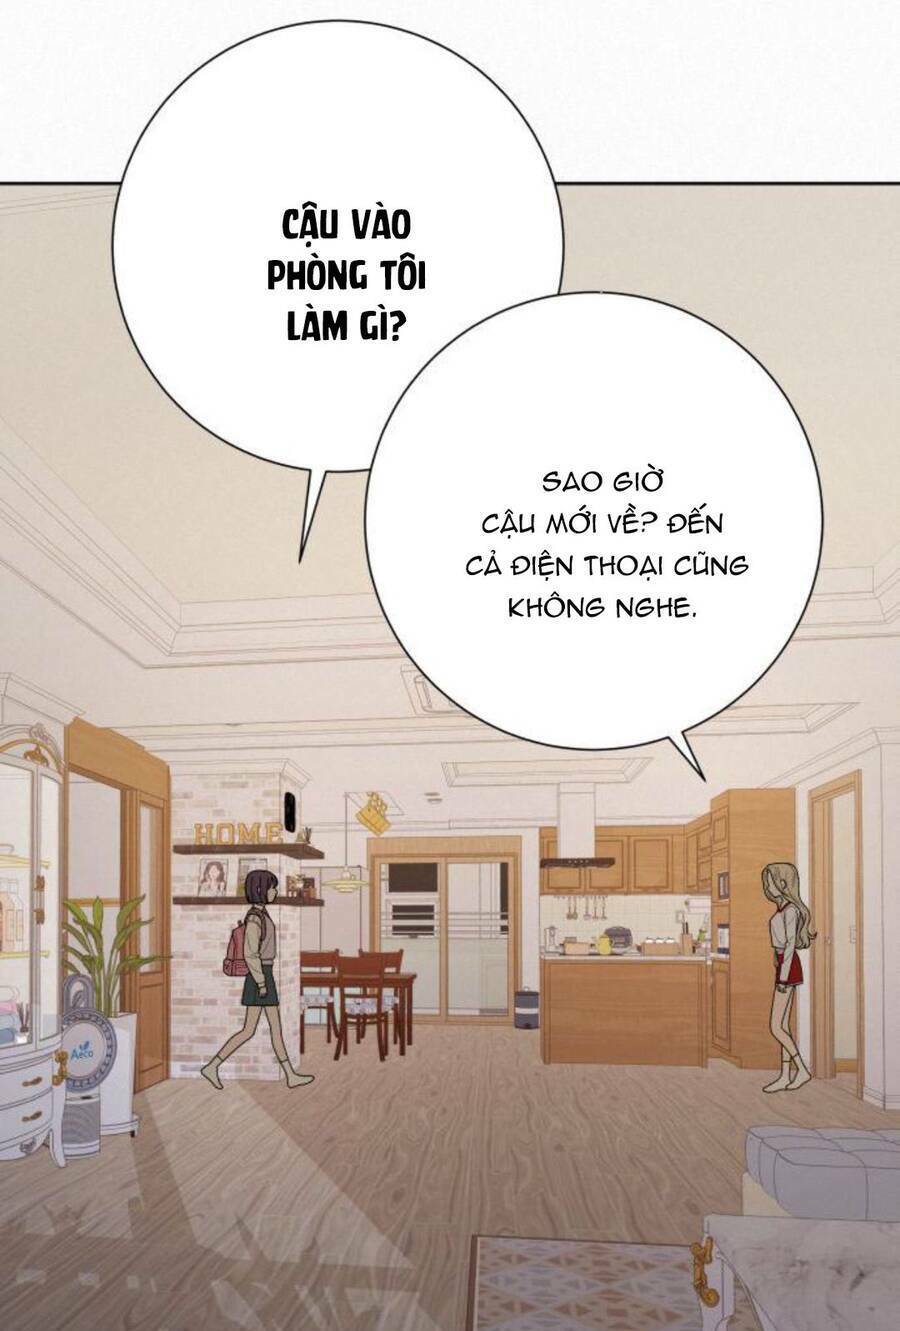 CẬU VÀO
PHÒNG TÔI
LÀM GÌ?
SAO GIỜ
CẬU MỚI VỀ? ĐẾN
CẢ ĐIỆN THOẠI CŨNG
KHÔNG NGHE.
HOME
Aeco